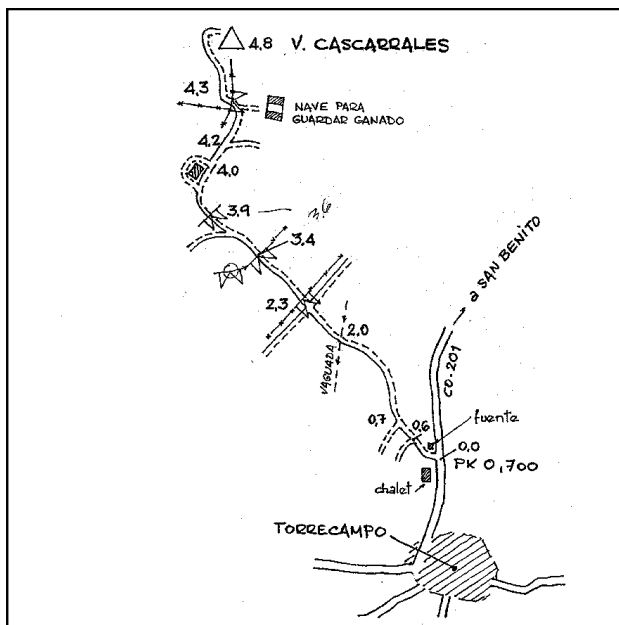 4,8 V. CASCARRALES
4,3
NAVE PARA
GUARDAR GANADO
4,2
4,0
3,9
3,6
3,4
a SAN BENITO
2,3
2,0
VAGUADA
CO-201
fuente
0,7
0,6
0,0
PK 0,700
chalet
TORRECAMPO